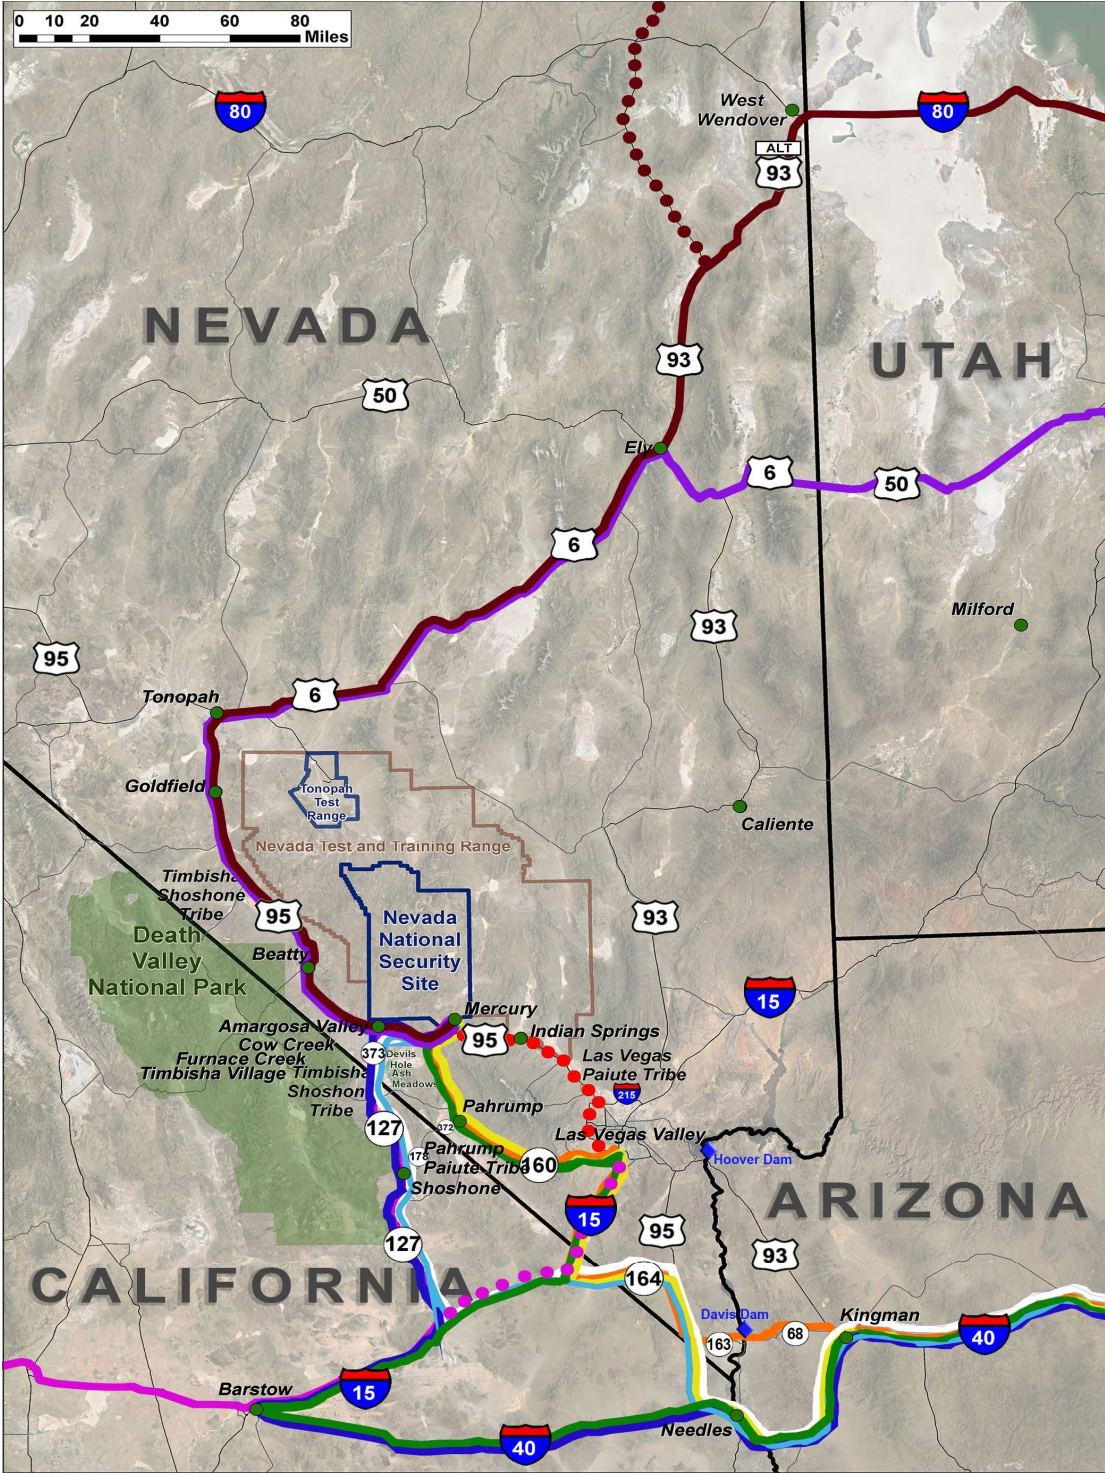 0 10 20 40 60 80
Miles
80
West
Wendover
80
ALT
93
NEVADA
93
UTAH
50
Ely
6
50
6
Milford
93
95
Tonopah
6
Goldfield
Tonopah
Test
Range
Caliente
Nevada Test and Training Range
Timbisha
Shoshone
Tribe
95
Nevada
National
Security
Site
93
Death
Valley
National Park
Beatty
15
Mercury
Amargosa Valley
95
Indian Springs
Cow Creek
Furnace Creek
Timbisha Village
373
Devils
Hole
Ash
Meadows
Timbisha
Shoshon
Tribe
Las Vegas
Paiute Tribe
215
Pahrump
127
372
Las Vegas Valley
178
Pahrump
Paiute Tribe
160
Hoover Dam
Shoshone
ARIZONA
15
95
127
93
CALIFORNIA
164
Davis Dam
Kingman
163
68
40
Barstow
15
Needles
40